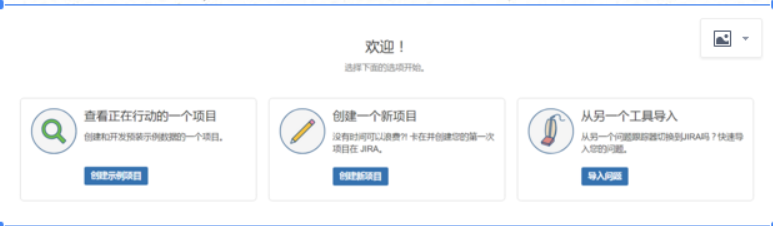 欢迎！
选择下面的选项开始。
查看正在行动的一个项目
创建和开发预装示例数据的一个项目。
创建示例项目
创建一个新项目
没有时间可以浪费?! 卡在并创建您的第一次
项目在 JIRA。
创建新项目
从另一个工具导入
从另一个问题跟踪器切换到JIRA吗？快速导
入您的问题。
导入问题